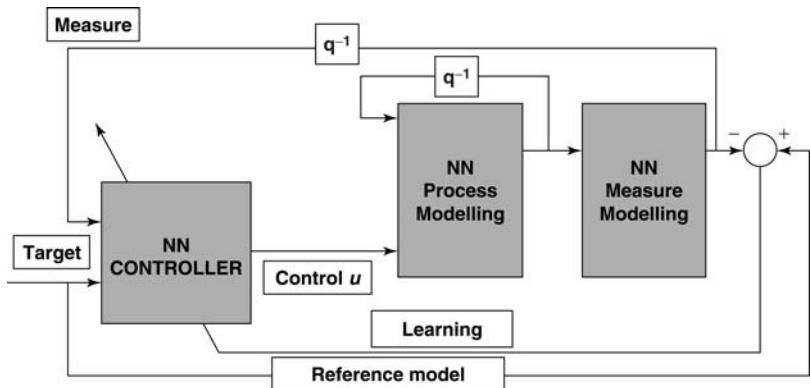 Measure
q⁻¹
q⁻¹
NN
Process
Modelling
NN
Measure
Modelling
−
+
Target
NN
CONTROLLER
Control u
Learning
Reference model